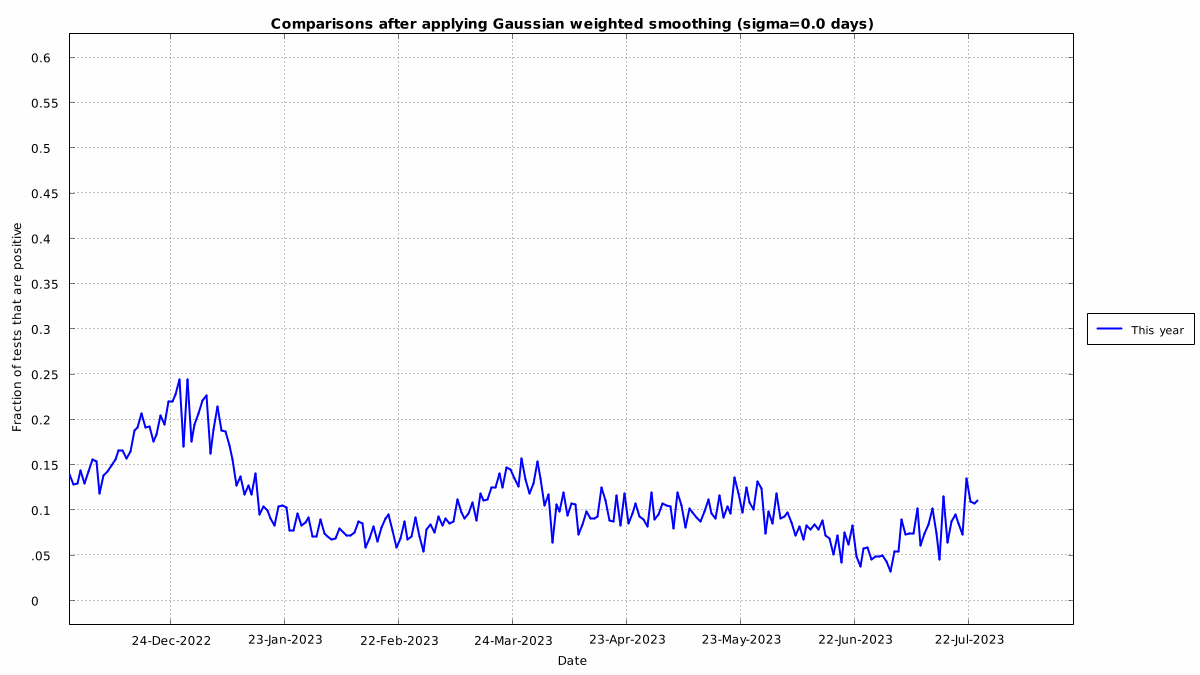 Comparisons after applying Gaussian weighted smoothing (sigma=0.0 days)
0.6
0.55
0.5
0.45
0.4
0.35
0.3
0.25
0.2
0.15
0.1
.05
0
Fraction of tests that are positive
This year
24-Dec-2022 23-Jan-2023 22-Feb-2023 24-Mar-2023 23-Apr-2023 23-May-2023 22-Jun-2023 22-Jul-2023
Date